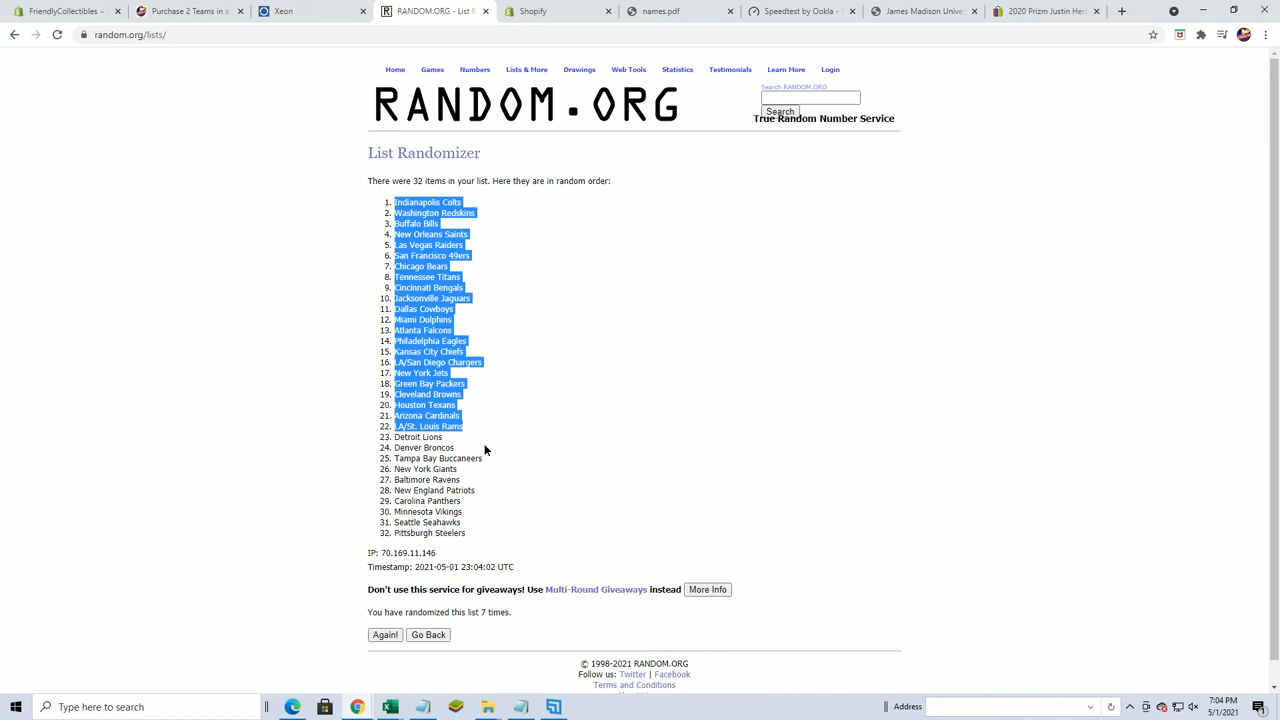 FriendlyCollectibles
Purchase 2 Teams in a
Xeon
RANDOM.ORG
Shopify
James Madison Univer
2020 Prizm Justin Her
random.org/lists/
Home Games Numbers Lists & More Drawings Web Tools Statistics Testimonials Learn More Login
Search RANDOM.ORG
RANDOM.ORG
Search
True Random Number Service
List Randomizer
There were 32 items in your list. Here they are in random order:
1. Indianapolis Colts
2. Washington Redskins
3. Buffalo Bills
4. New Orleans Saints
5. Las Vegas Raiders
6. San Francisco 49ers
7. Chicago Bears
8. Tennessee Titans
9. Cincinnati Bengals
10. Jacksonville Jaguars
11. Dallas Cowboys
12. Miami Dolphins
13. Atlanta Falcons
14. Philadelphia Eagles
15. Kansas City Chiefs
16. LA/San Diego Chargers
17. New York Jets
18. Green Bay Packers
19. Cleveland Browns
20. Houston Texans
21. Arizona Cardinals
22. LA/St. Louis Rams
23. Detroit Lions
24. Denver Broncos
25. Tampa Bay Buccaneers
26. New York Giants
27. Baltimore Ravens
28. New England Patriots
29. Carolina Panthers
30. Minnesota Vikings
31. Seattle Seahawks
32. Pittsburgh Steelers
IP: 70.169.11.146
Timestamp: 2021-05-01 23:04:02 UTC
Don't use this service for giveaways! Use Multi-Round Giveaways instead More Info
You have randomized this list 7 times.
Again! Go Back
© 1998-2021 RANDOM.ORG
Follow us: Twitter | Facebook
Terms and Conditions
Type here to search
Address
7:04 PM
5/1/2021